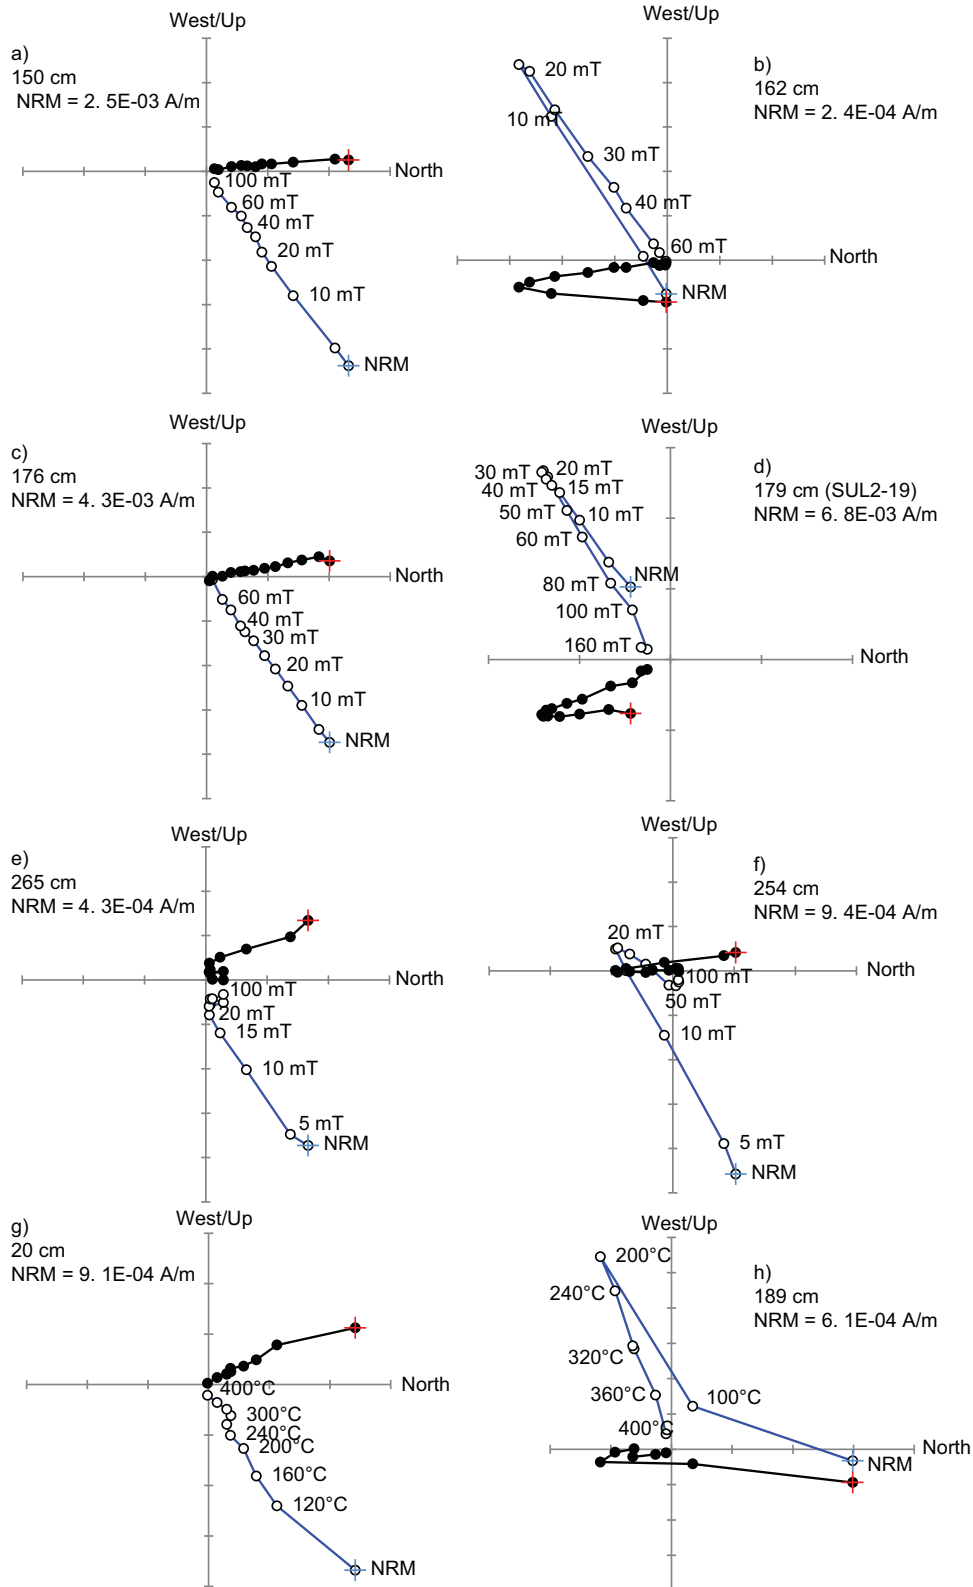 West/Up
a)
150 cm
NRM = 2. 5E-03 A/m
North
100 mT
60 mT
40 mT
20 mT
10 mT
NRM
West/Up
b)
162 cm
NRM = 2. 4E-04 A/m
20 mT
10 mT
30 mT
40 mT
60 mT
North
NRM
West/Up
c)
176 cm
NRM = 4. 3E-03 A/m
North
60 mT
40 mT
30 mT
20 mT
10 mT
NRM
West/Up
d)
179 cm (SUL2-19)
NRM = 6. 8E-03 A/m
30 mT
20 mT
40 mT
15 mT
50 mT
10 mT
60 mT
NRM
80 mT
100 mT
160 mT
North
West/Up
e)
265 cm
NRM = 4. 3E-04 A/m
North
100 mT
20 mT
15 mT
10 mT
5 mT
NRM
West/Up
f)
254 cm
NRM = 9. 4E-04 A/m
20 mT
North
100 mT
50 mT
10 mT
5 mT
NRM
West/Up
g)
20 cm
NRM = 9. 1E-04 A/m
North
400°C
300°C
240°C
200°C
160°C
120°C
NRM
West/Up
h)
189 cm
NRM = 6. 1E-04 A/m
200°C
240°C
320°C
360°C
100°C
400°C
North
NRM